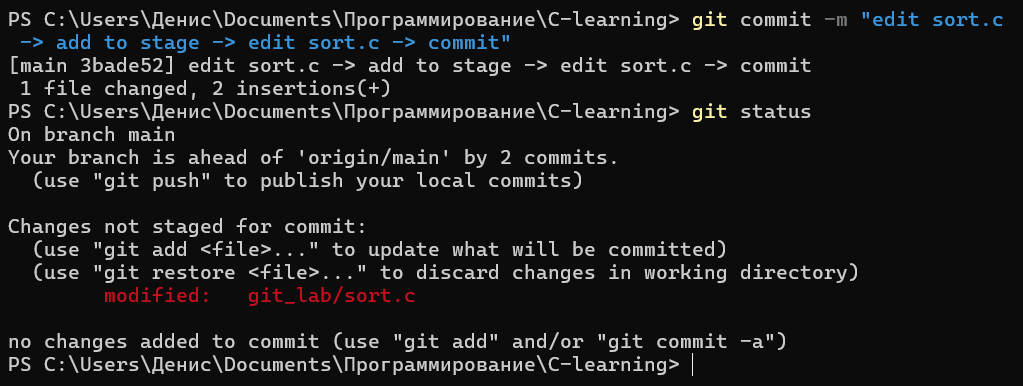 PS C:\Users\Денис\Documents\Программирование\C-learning> git commit -m "edit sort.c
-> add to stage -> edit sort.c -> commit"
[main 3bade52] edit sort.c -> add to stage -> edit sort.c -> commit
1 file changed, 2 insertions(+)
PS C:\Users\Денис\Documents\Программирование\C-learning> git status
On branch main
Your branch is ahead of 'origin/main' by 2 commits.
(use "git push" to publish your local commits)
Changes not staged for commit:
(use "git add <file>..." to update what will be committed)
(use "git restore <file>..." to discard changes in working directory)
modified:   git_lab/sort.c
no changes added to commit (use "git add" and/or "git commit -a")
PS C:\Users\Денис\Documents\Программирование\C-learning>